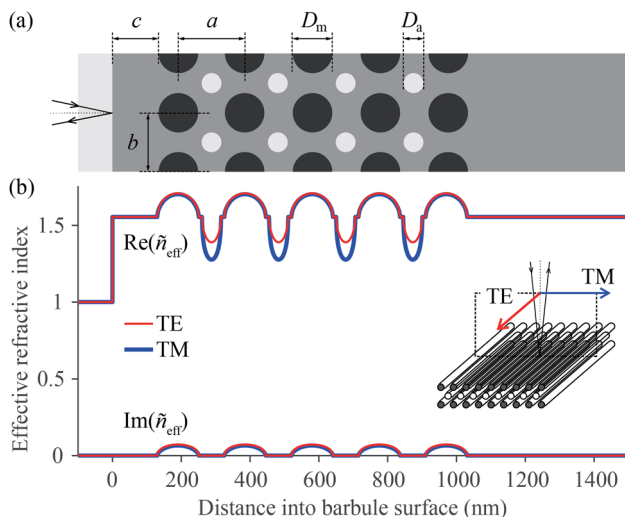 (a)
c
a
Dm
Da
b
(b)
1.5
1
0.5
0
Effective refractive index
Re(ñeff)
TE
TM
Im(ñeff)
TE
TM
0
200
400
600
800
1000
1200
1400
Distance into barbule surface (nm)